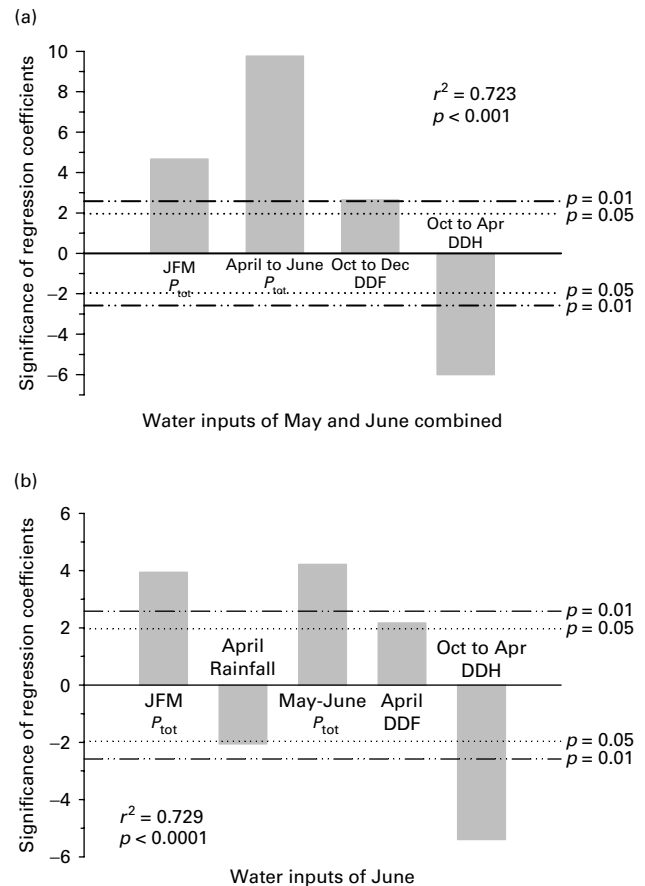 (a)
Significance of regression coefficients
10
8
6
4
2
0
−2
−4
−6
r² = 0.723
p < 0.001
p = 0.01
p = 0.05
p = 0.05
p = 0.01
JFM
Ptot
April to June
Ptot
Oct to Dec
DDF
Oct to Apr
DDH
Water inputs of May and June combined
(b)
Significance of regression coefficients
6
4
2
0
−2
−4
−6
p = 0.01
p = 0.05
p = 0.05
p = 0.01
JFM
Ptot
April
Rainfall
May-June
Ptot
April
DDF
Oct to Apr
DDH
r² = 0.729
p < 0.0001
Water inputs of June